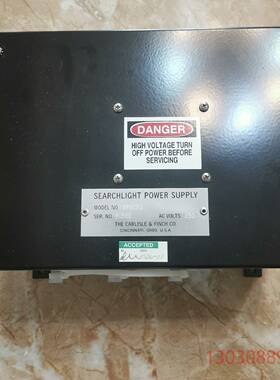 DANGER
HIGH VOLTAGE TURN
OFF POWER BEFORE
SERVICING
SEARCHLIGHT POWER SUPPLY
MODEL NO.
SER. NO. AC VOLTS
THE CARLISLE & FINCH CO.
CINCINNATI, OHIO, U.S.A.
ACCEPTED